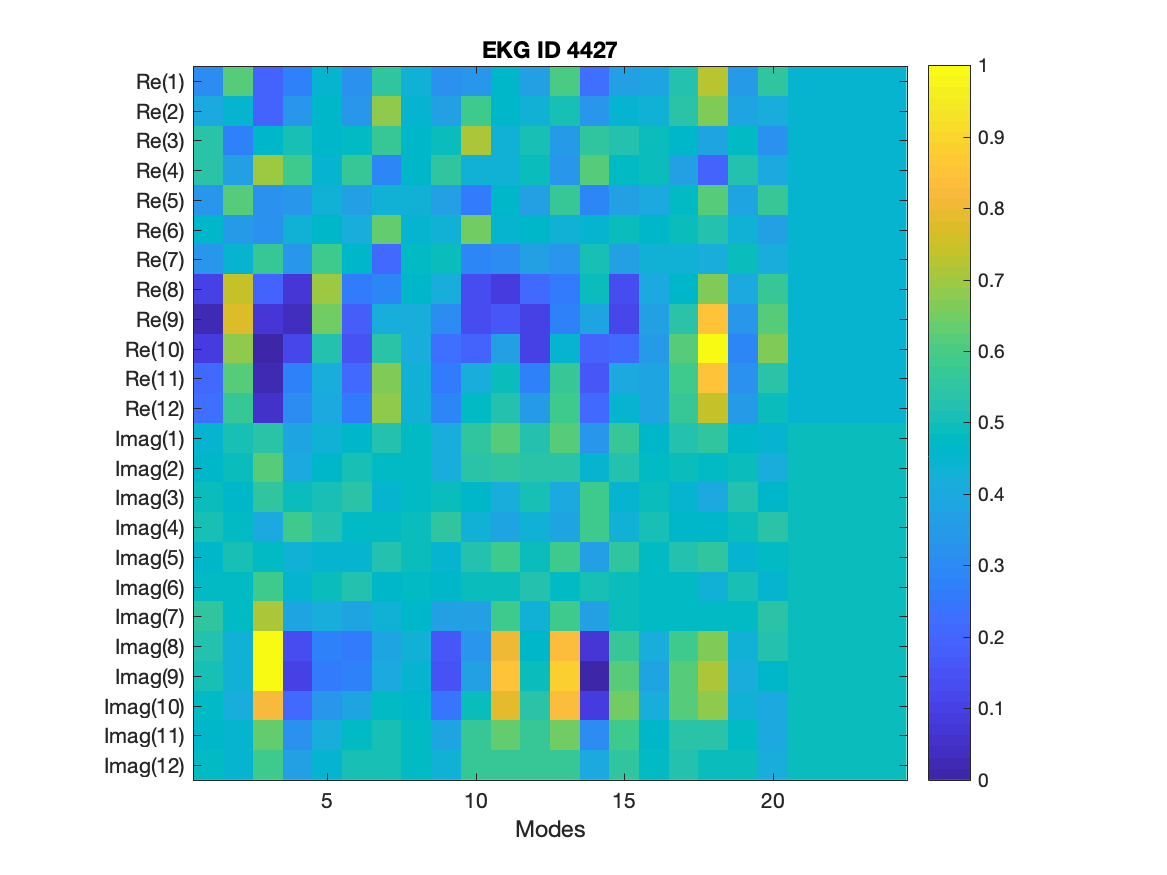 EKG ID 4427
Re(1)
Re(2)
Re(3)
Re(4)
Re(5)
Re(6)
Re(7)
Re(8)
Re(9)
Re(10)
Re(11)
Re(12)
Imag(1)
Imag(2)
Imag(3)
Imag(4)
Imag(5)
Imag(6)
Imag(7)
Imag(8)
Imag(9)
Imag(10)
Imag(11)
Imag(12)
5 10 15 20
Modes
1
0.9
0.8
0.7
0.6
0.5
0.4
0.3
0.2
0.1
0